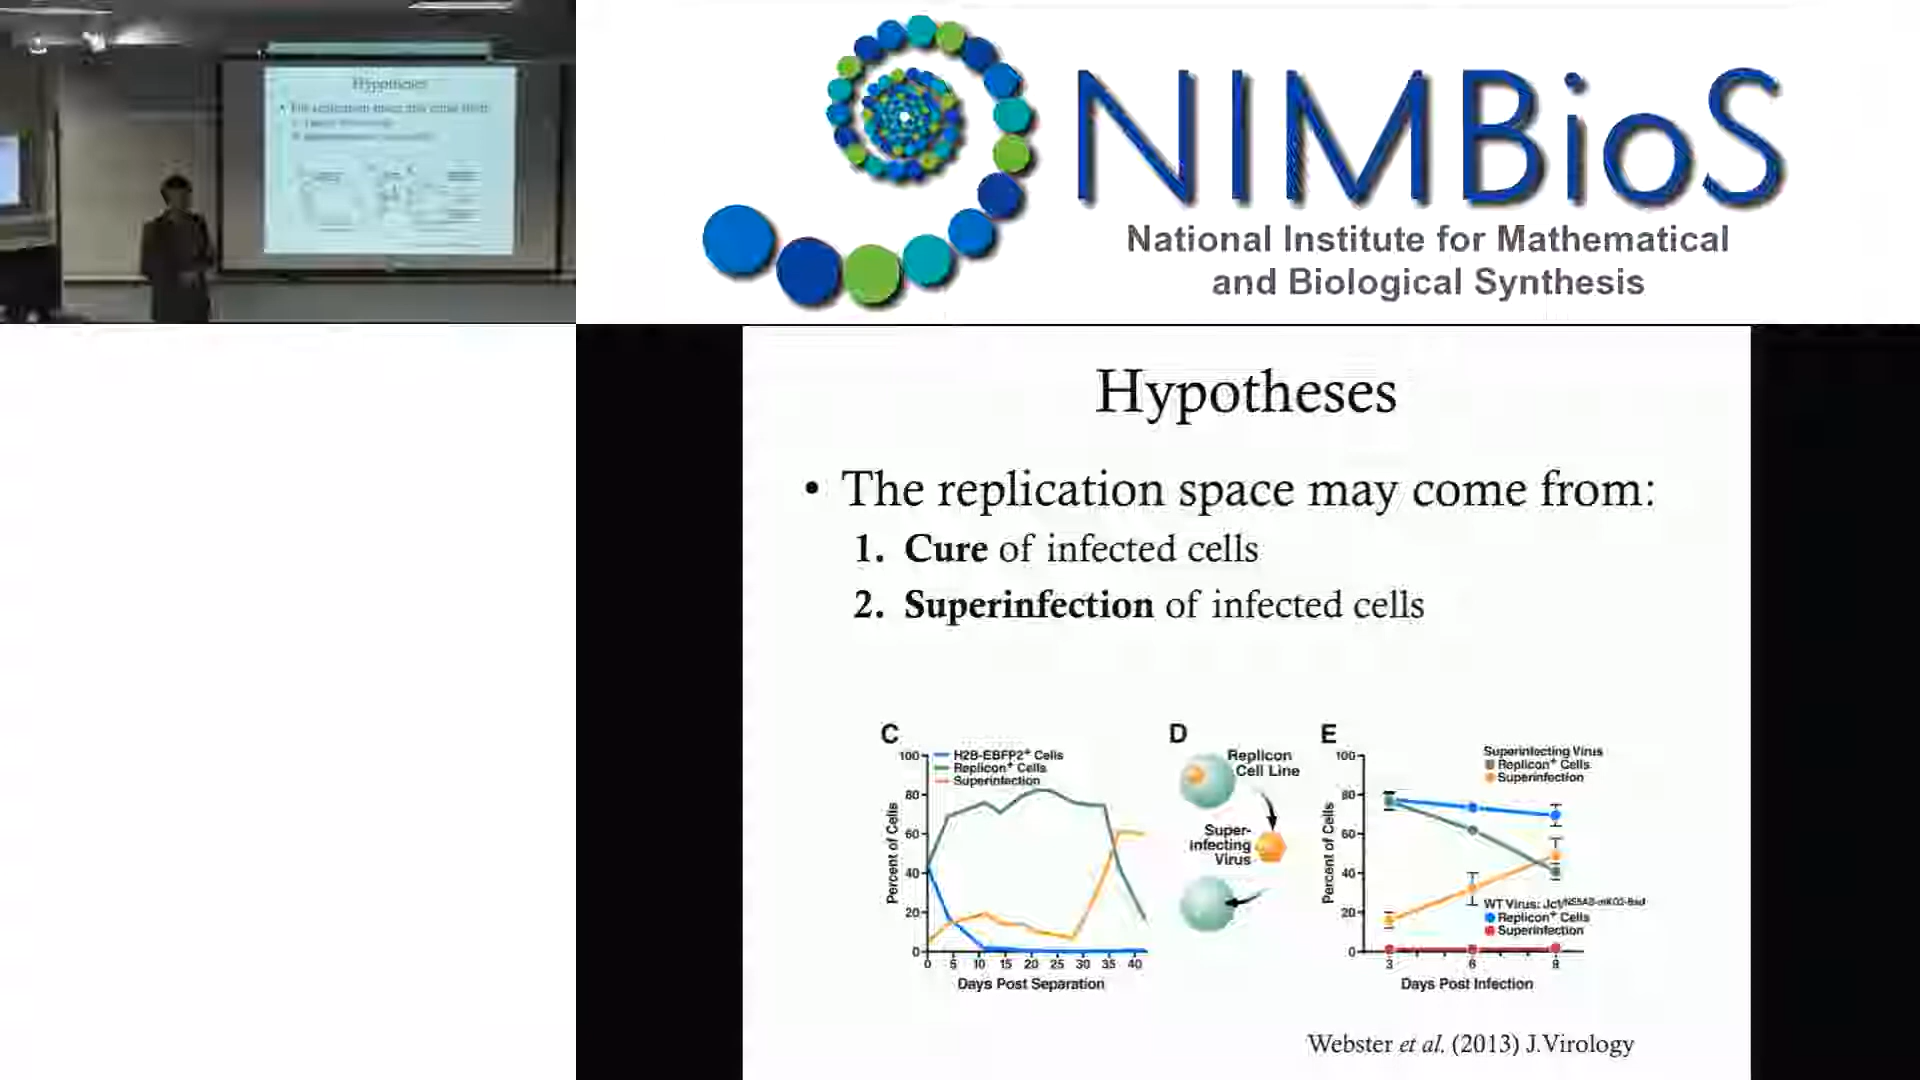 Hypotheses
NIMBioS
National Institute for Mathematical
and Biological Synthesis
Hypotheses
• The replication space may come from:
1. Cure of infected cells
2. Superinfection of infected cells
C
H2B-EBFP2⁺ Cells
Replicon⁺ Cells
Superinfection
100
80
60
40
20
0
Percent of Cells
0 5 10 15 20 25 30 35 40
Days Post Separation
D
Replicon
Cell Line
Super-
infecting
Virus
E
Superinfecting Virus
Replicon⁺ Cells
Superinfection
100
80
60
40
20
0
Percent of Cells
WT Virus:
Replicon⁺ Cells
Superinfection
3 6 9
Days Post Infection
Webster et al. (2013) J.Virology